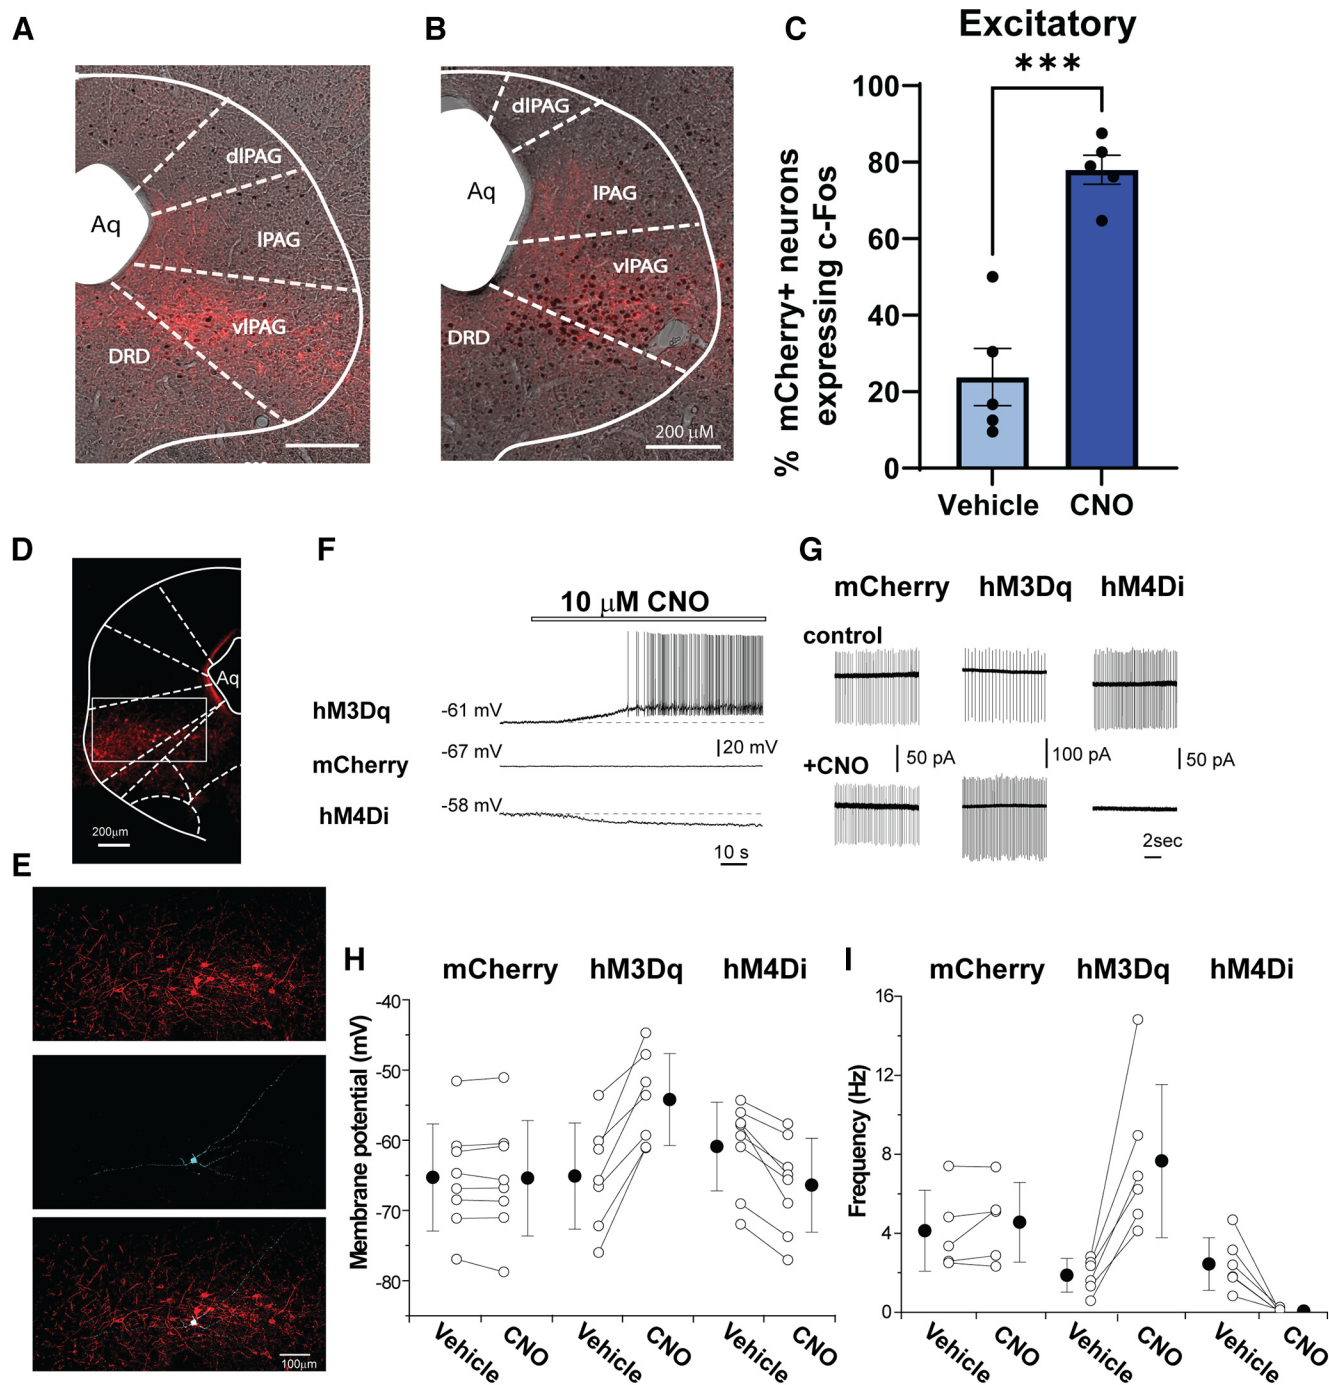 A
dlPAG
Aq
lPAG
vlPAG
DRD
B
dlPAG
Aq
lPAG
vlPAG
DRD
200 µM
C
Excitatory
***
% mCherry+ neurons
expressing c-Fos
100
80
60
40
20
0
Vehicle
CNO
D
Aq
200µm
E
100µm
F
10 µM CNO
hM3Dq
-61 mV
20 mV
mCherry
-67 mV
hM4Di
-58 mV
10 s
G
mCherry
hM3Dq
hM4Di
control
50 pA
100 pA
50 pA
+CNO
2sec
H
mCherry
hM3Dq
hM4Di
Membrane potential (mV)
-40
-50
-60
-70
-80
Vehicle
CNO
Vehicle
CNO
Vehicle
CNO
I
mCherry
hM3Dq
hM4Di
Frequency (Hz)
16
12
8
4
0
Vehicle
CNO
Vehicle
CNO
Vehicle
CNO